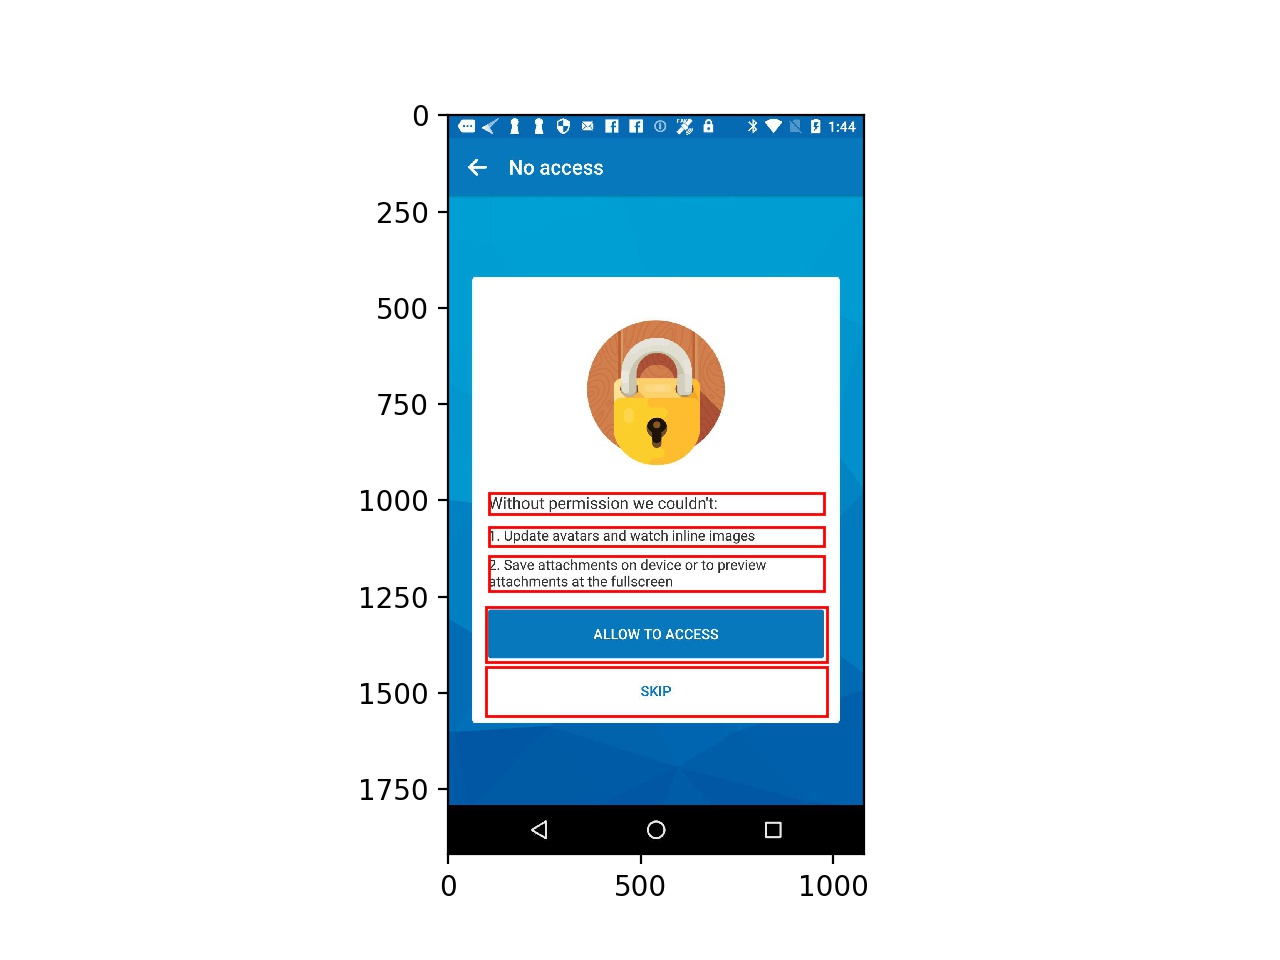 0
250
500
750
1000
1250
1500
1750
1:44
No access
Without permission we couldn't:
1. Update avatars and watch inline images
2. Save attachments on device or to preview
attachments at the fullscreen
ALLOW TO ACCESS
SKIP
0
500
1000